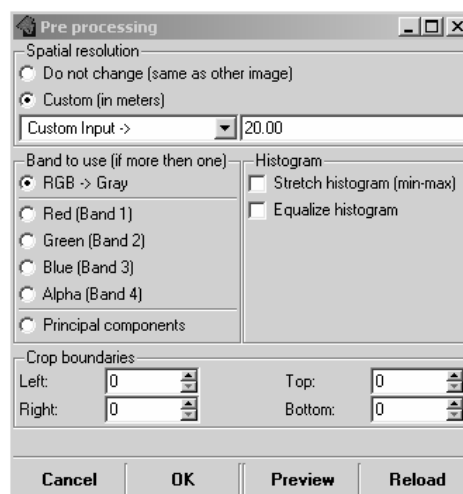 Pre processing
Spatial resolution
Do not change (same as other image)
Custom (in meters)
Custom Input -> 20.00
Band to use (if more then one) Histogram
RGB -> Gray Stretch histogram (min-max)
Red (Band 1) Equalize histogram
Green (Band 2)
Blue (Band 3)
Alpha (Band 4)
Principal components
Crop boundaries
Left: 0 Top: 0
Right: 0 Bottom: 0
Cancel OK Preview Reload